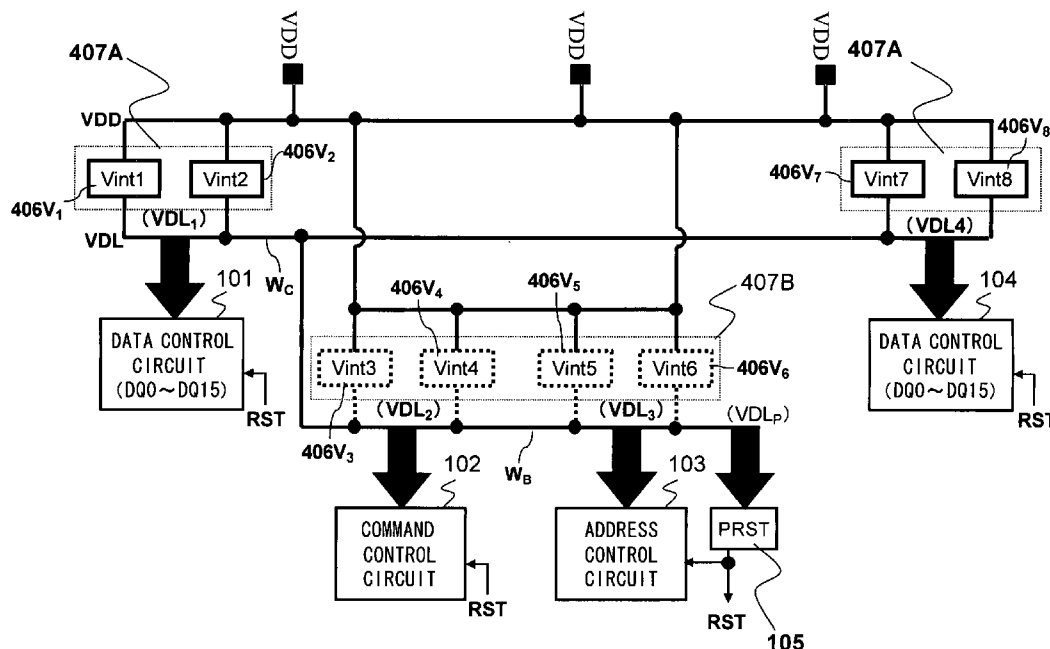 VDD
VDD
VDD
407A
407A
VDD
406V8
Vint1
Vint2
406V2
406V7
Vint7
Vint8
406V1
(VDL1)
(VDL4)
VDL
WC
101
406V4
406V5
407B
104
DATA CONTROL
CIRCUIT
(DQ0~DQ15)
RST
Vint3
Vint4
Vint5
Vint6
406V6
DATA CONTROL
CIRCUIT
(DQ0~DQ15)
RST
(VDL2)
(VDL3)
(VDLP)
406V3
WB
102
103
COMMAND
CONTROL
CIRCUIT
RST
ADDRESS
CONTROL
CIRCUIT
PRST
RST
105